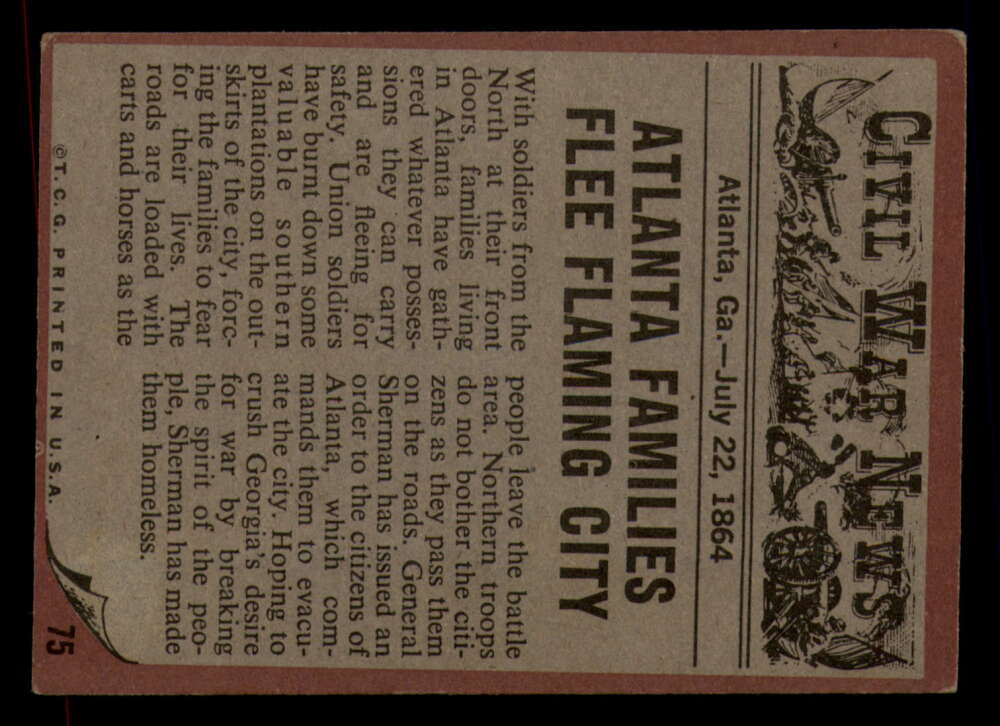 CIVIL WAR NEWS
Atlanta, Ga.—July 22, 1864
ATLANTA FAMILIES
FLEE FLAMING CITY
With soldiers from the
North at their front
doors, families living
in Atlanta have gath-
ered whatever posses-
sions they can carry
and are fleeing for
safety. Union soldiers
have burnt down some
valuable southern
plantations on the out-
skirts of the city, forc-
ing the families to fear
for their lives. The
roads are loaded with
carts and horses as the
people leave the battle
area. Northern troops
do not bother the citi-
zens as they pass them
on the roads. General
Sherman has issued an
order to the citizens of
Atlanta, which com-
mands them to evacu-
ate the city. Hoping to
crush Georgia's desire
for war by breaking
the spirit of the peo-
ple, Sherman has made
them homeless.
©T.C.G. PRINTED IN U.S.A.
75